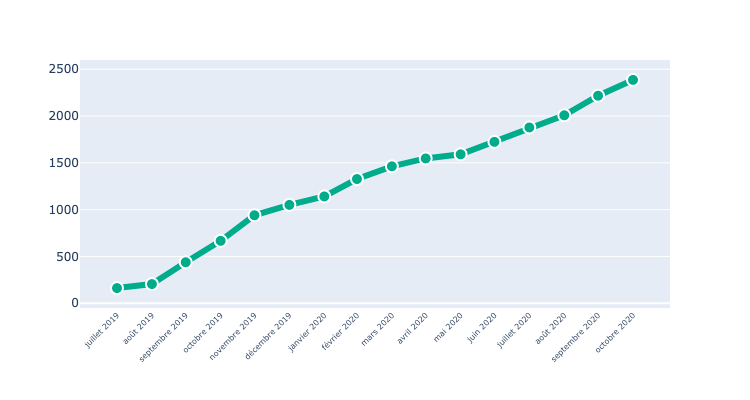 2500
2000
1500
1000
500
0
juillet 2019
août 2019
septembre 2019
octobre 2019
novembre 2019
décembre 2019
janvier 2020
février 2020
mars 2020
avril 2020
mai 2020
juin 2020
juillet 2020
août 2020
septembre 2020
octobre 2020